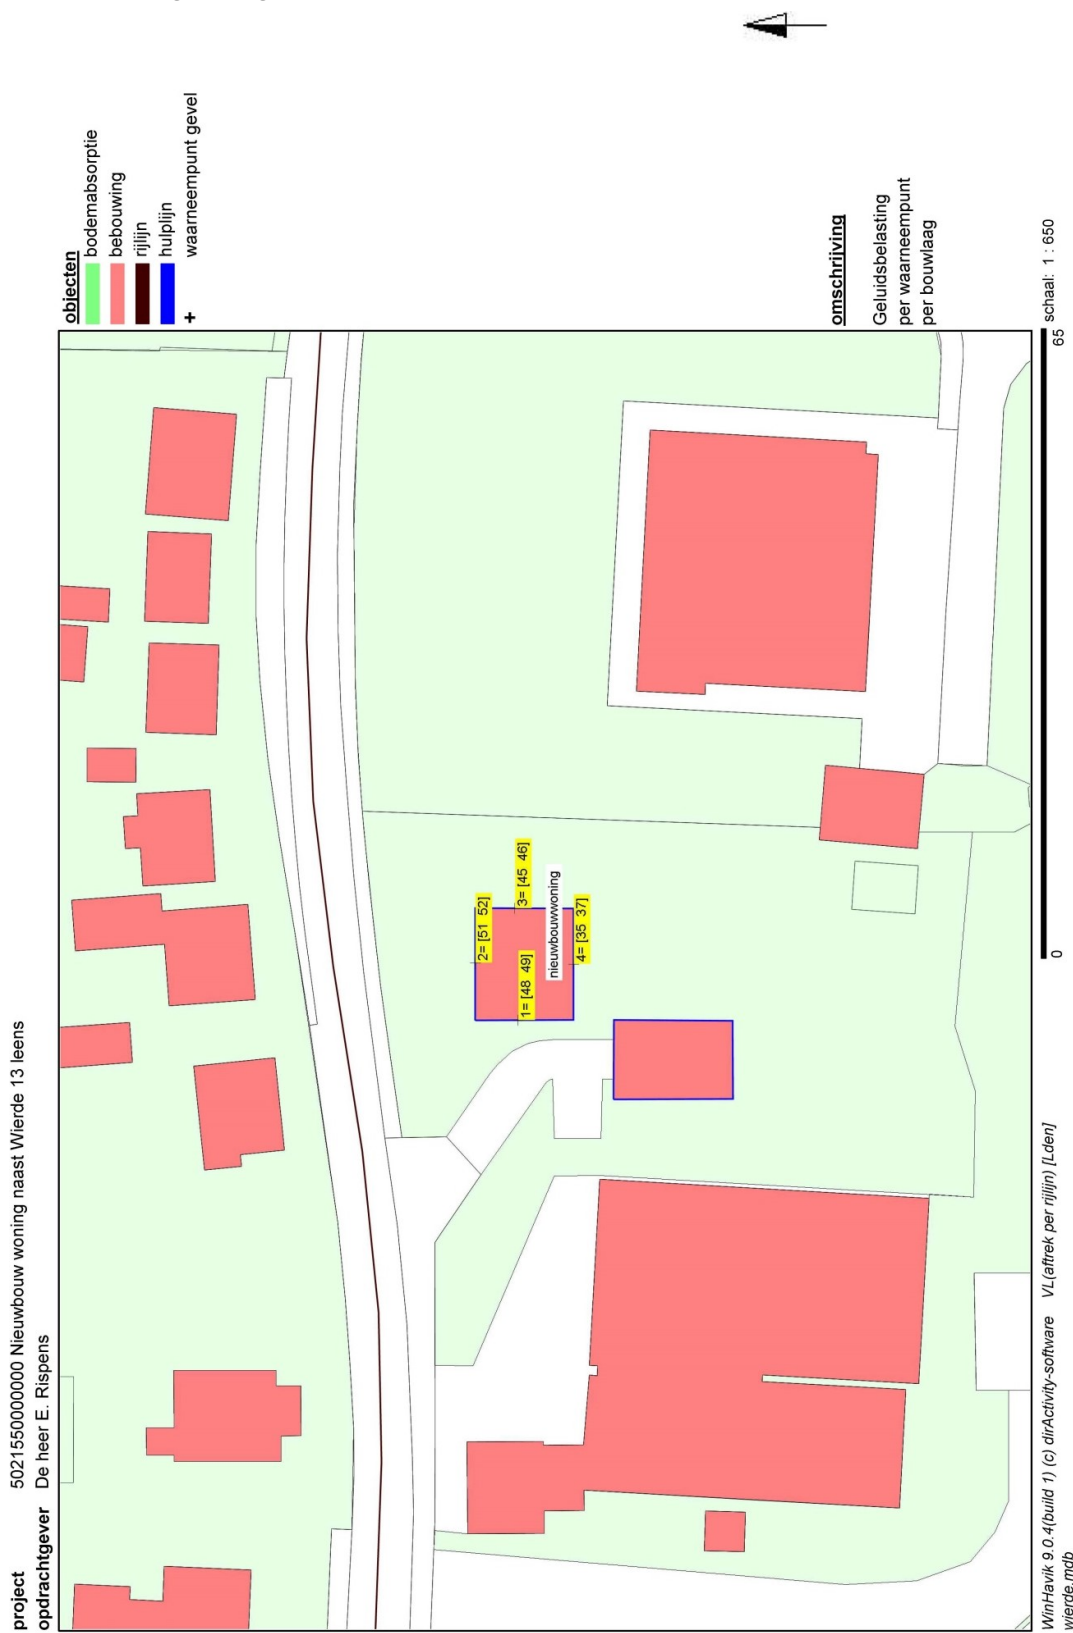 project 5021550000000 Nieuwbouw woning naast Wierde 13 leens
opdrachtgever De heer E. Rispens
objecten
bodemabsorptie
bebouwing
rijlijn
hulplijn
+ waarneempunt gevel
2= [51 52]
1= [48 49]
3= [45 46]
nieuwbouwwoning
4= [35 37]
omschrijving
Geluidsbelasting
per waarneempunt
per bouwlaag
0 65 schaal: 1 : 650
WinHavik 9.0.4(build 1) (c) dirActivity-software VL(aftrek per rijlijn) [Lden]
wierde.mdb